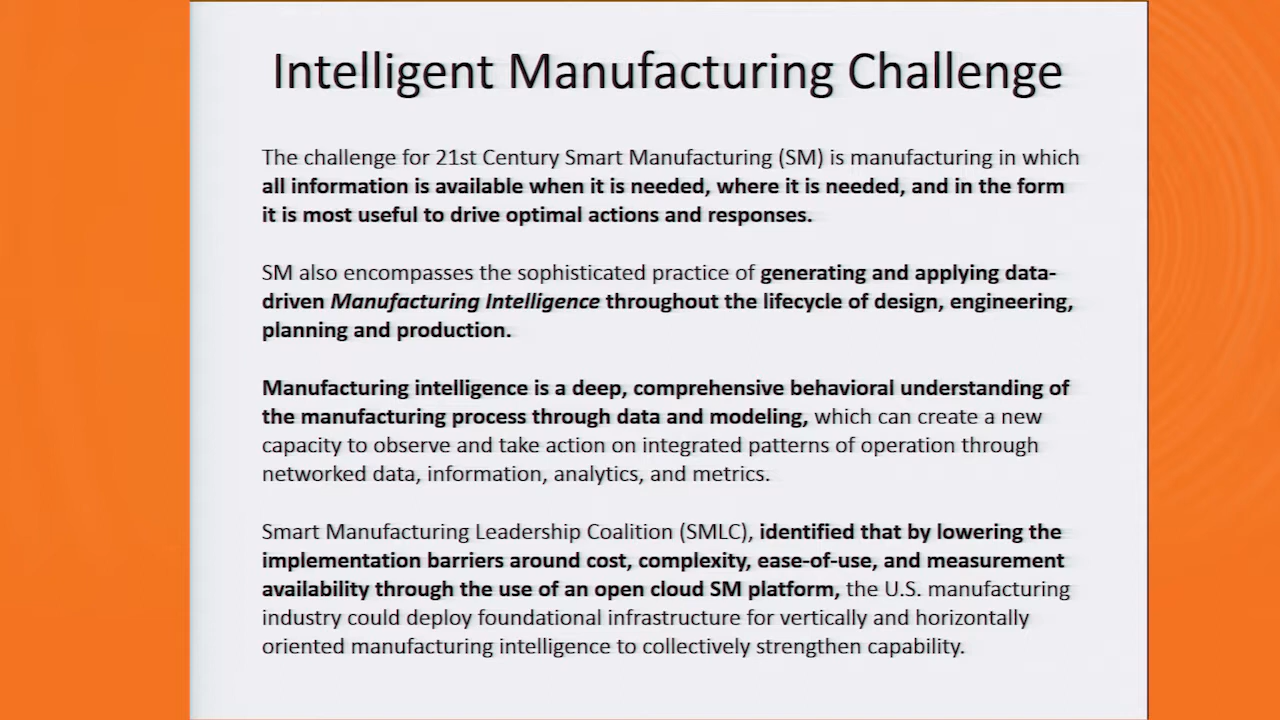 Intelligent Manufacturing Challenge
The challenge for 21st Century Smart Manufacturing (SM) is manufacturing in which
all information is available when it is needed, where it is needed, and in the form
it is most useful to drive optimal actions and responses.
SM also encompasses the sophisticated practice of generating and applying data-
driven Manufacturing Intelligence throughout the lifecycle of design, engineering,
planning and production.
Manufacturing intelligence is a deep, comprehensive behavioral understanding of
the manufacturing process through data and modeling, which can create a new
capacity to observe and take action on integrated patterns of operation through
networked data, information, analytics, and metrics.
Smart Manufacturing Leadership Coalition (SMLC), identified that by lowering the
implementation barriers around cost, complexity, ease-of-use, and measurement
availability through the use of an open cloud SM platform, the U.S. manufacturing
industry could deploy foundational infrastructure for vertically and horizontally
oriented manufacturing intelligence to collectively strengthen capability.